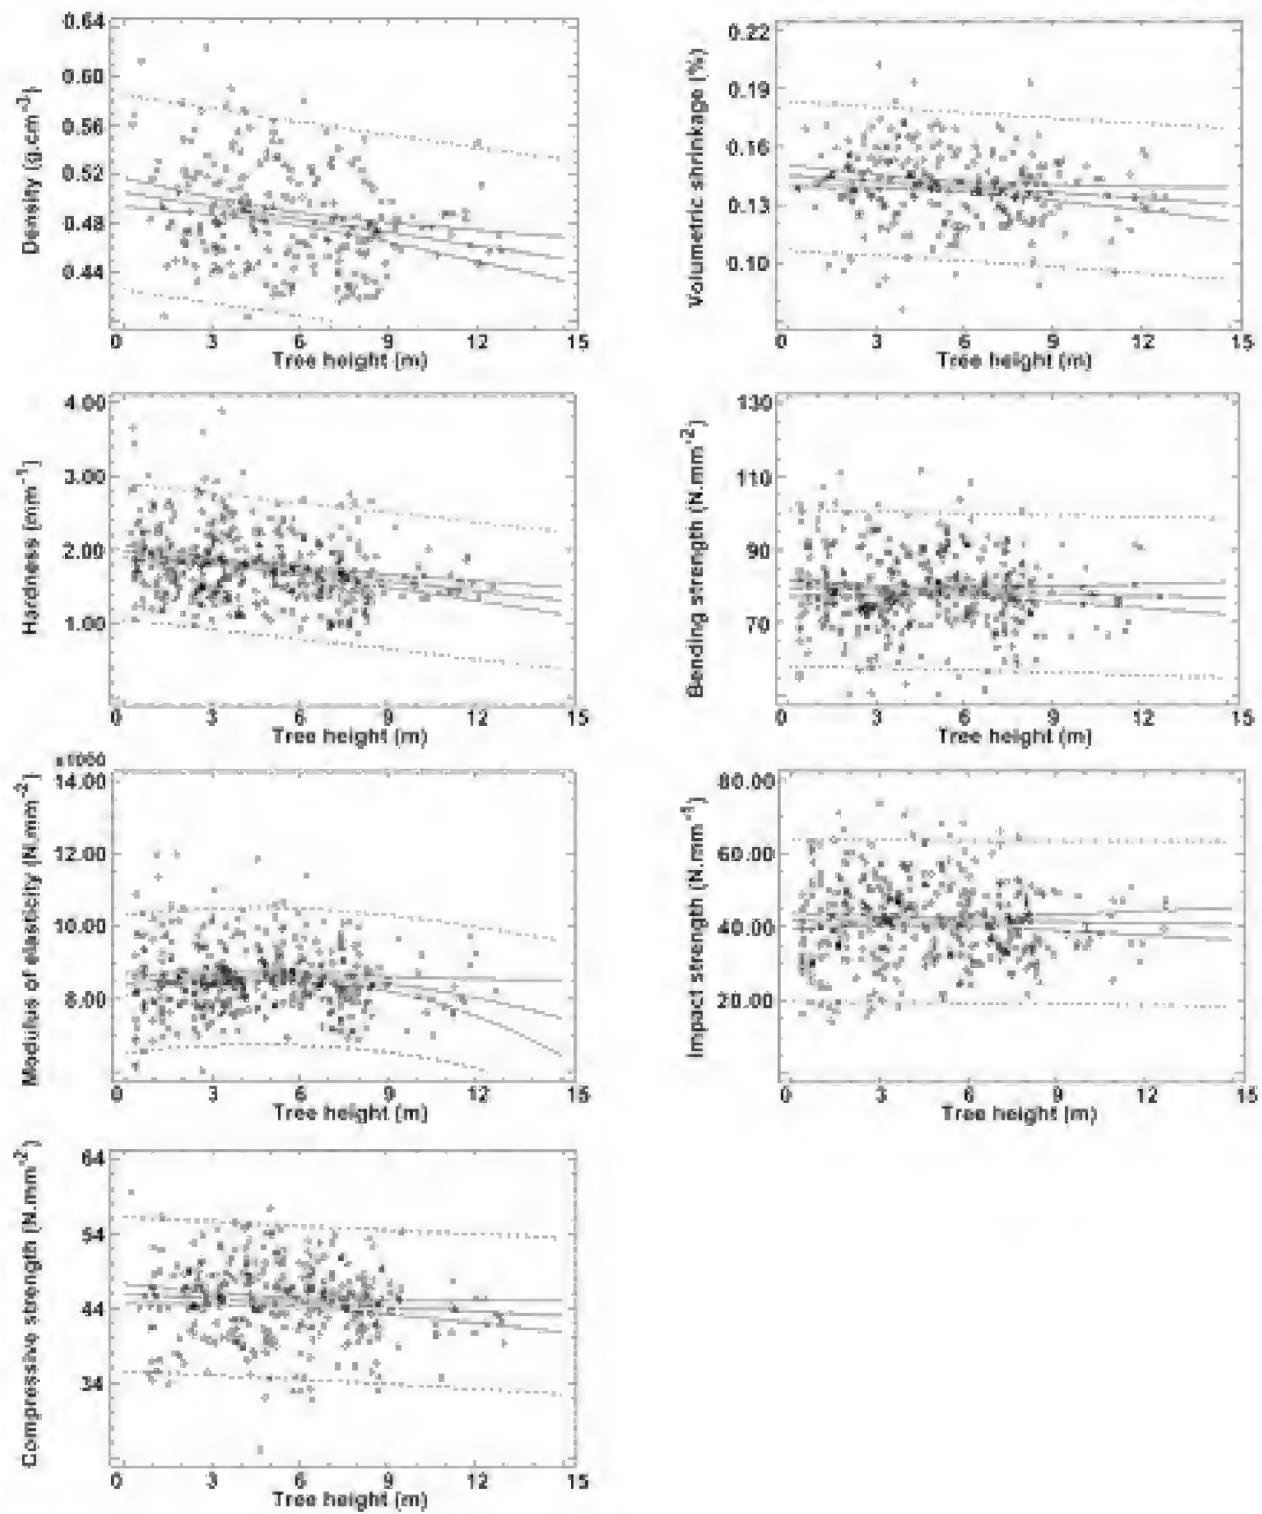 0.64
0.60
0.56
0.52
0.48
0.44
Density (g.cm-3)
0 3 6 9 12 15
Tree height (m)
0.22
0.19
0.16
0.13
0.10
Volumetric shrinkage (%)
0 3 6 9 12 15
Tree height (m)
4.00
3.00
2.00
1.00
Hardness (mm-1)
0 3 6 9 12 15
Tree height (m)
130
110
90
70
Bending strength (N.mm-2)
0 3 6 9 12 15
Tree height (m)
x1000
14.00
12.00
10.00
8.00
Modulus of elasticity (N.mm-2)
0 3 6 9 12 15
Tree height (m)
80.00
60.00
40.00
20.00
Impact strength (N.mm-3)
0 3 6 9 12 15
Tree height (m)
64
54
44
34
Compressive strength (N.mm-2)
0 3 6 9 12 15
Tree height (m)